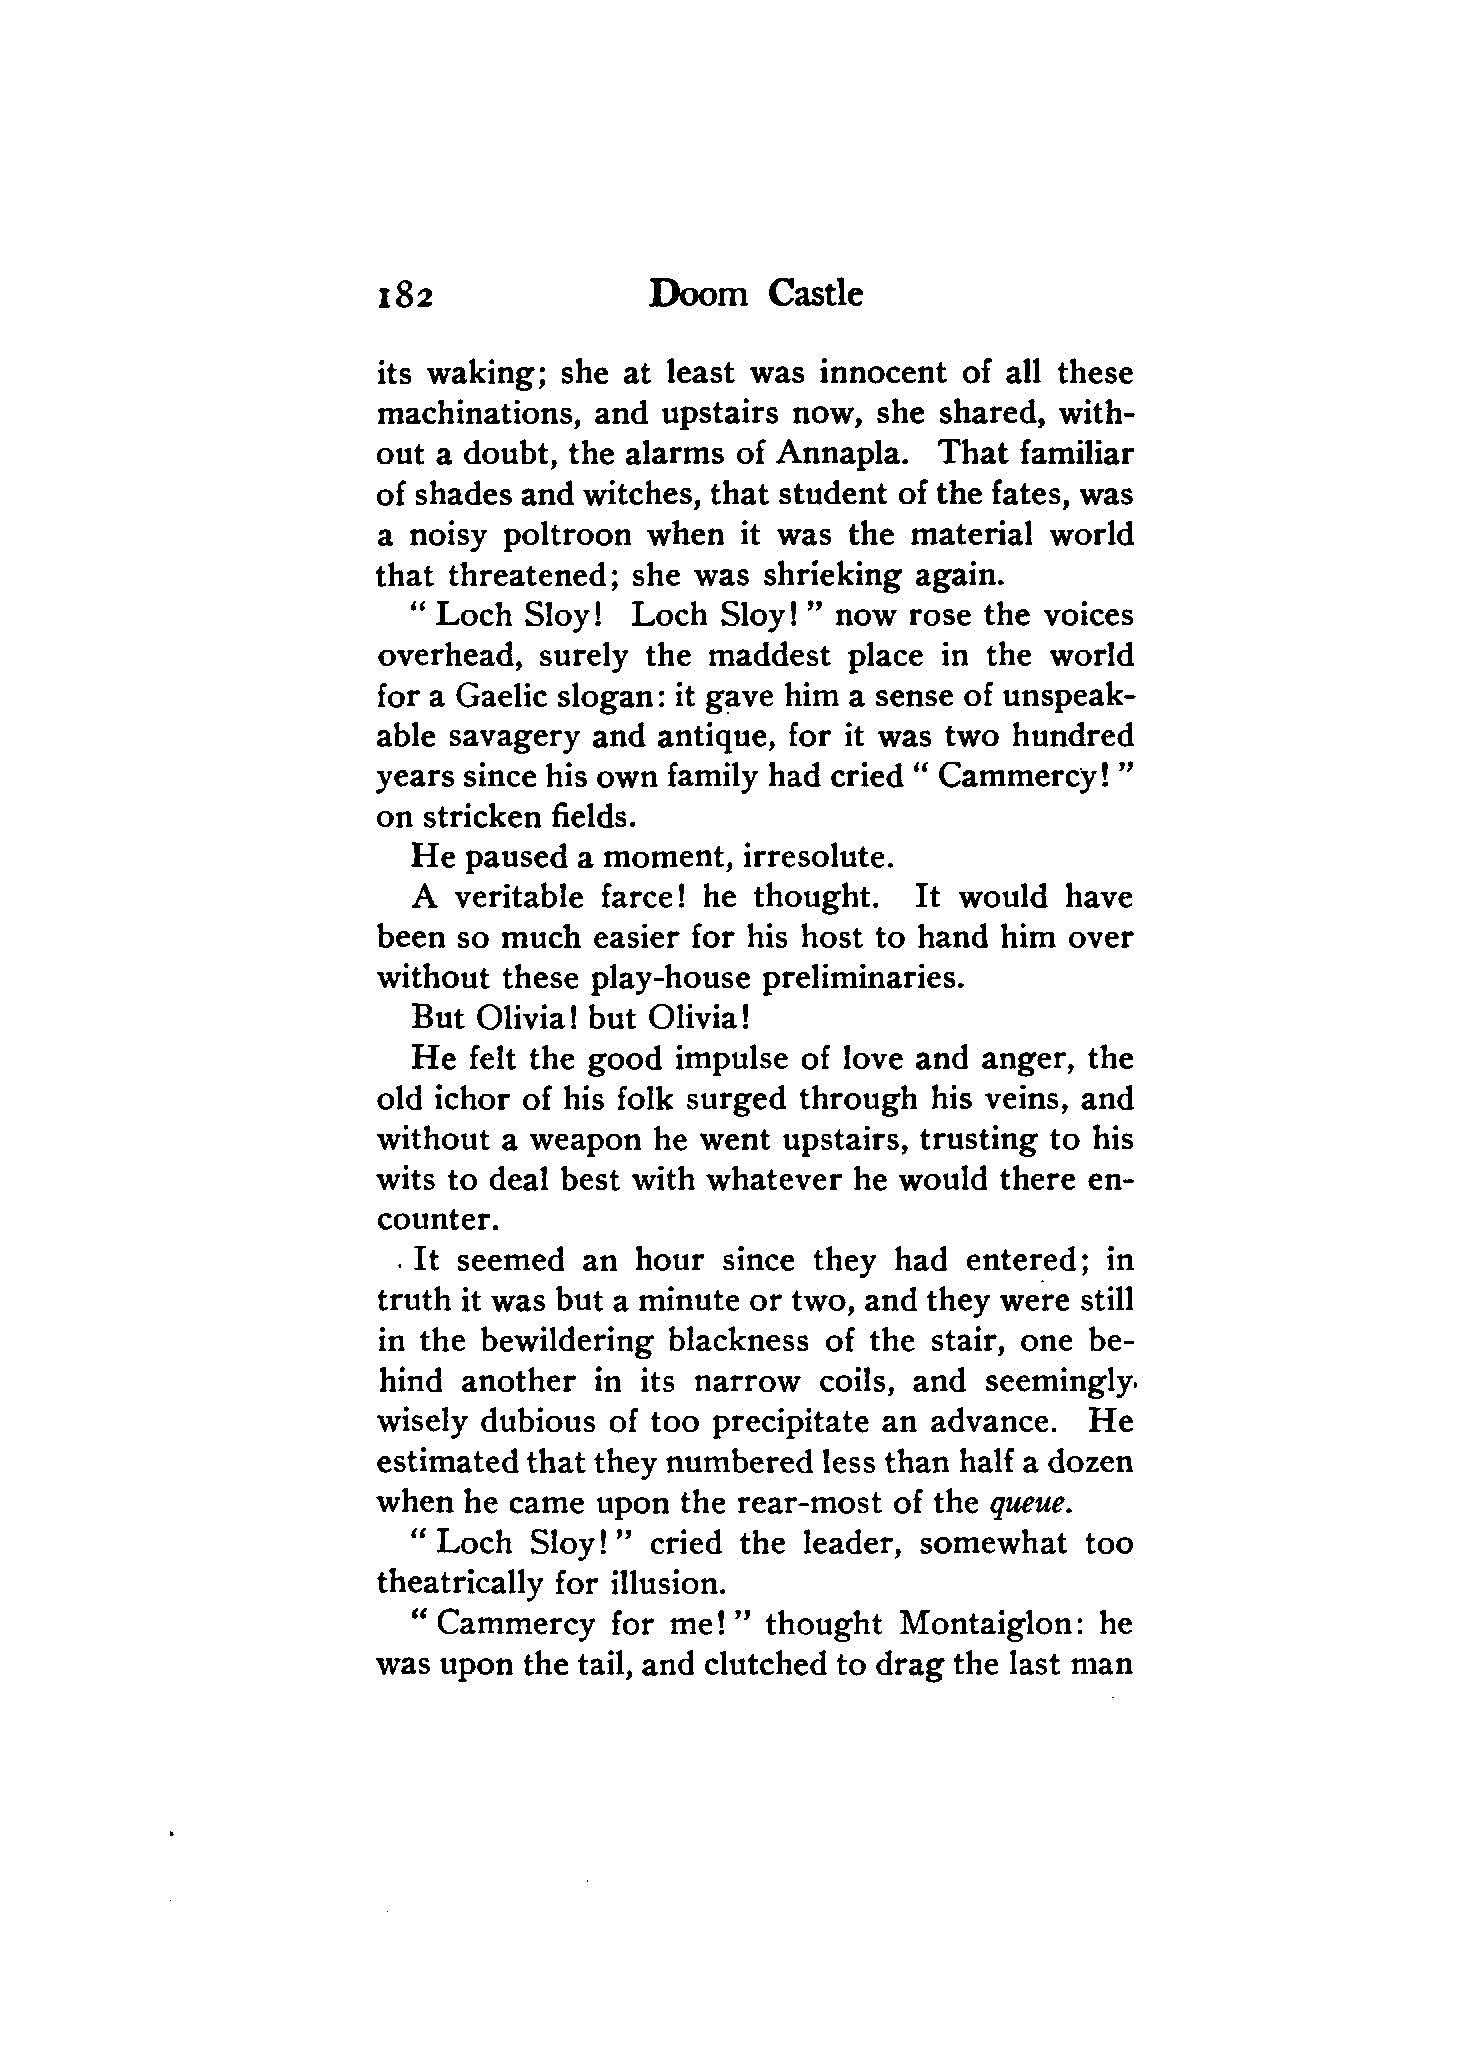 182 Doom Castle
its waking; she at least was innocent of all these
machinations, and upstairs now, she shared, with-
out a doubt, the alarms of Annapla. That familiar
of shades and witches, that student of the fates, was
a noisy poltroon when it was the material world
that threatened; she was shrieking again.
“ Loch Sloy! Loch Sloy! ” now rose the voices
overhead, surely the maddest place in the world
for a Gaelic slogan: it gave him a sense of unspeak-
able savagery and antique, for it was two hundred
years since his own family had cried “ Cammercy! ”
on stricken fields.
He paused a moment, irresolute.
A veritable farce! he thought. It would have
been so much easier for his host to hand him over
without these play-house preliminaries.
But Olivia! but Olivia!
He felt the good impulse of love and anger, the
old ichor of his folk surged through his veins, and
without a weapon he went upstairs, trusting to his
wits to deal best with whatever he would there en-
counter.
It seemed an hour since they had entered; in
truth it was but a minute or two, and they were still
in the bewildering blackness of the stair, one be-
hind another in its narrow coils, and seemingly
wisely dubious of too precipitate an advance. He
estimated that they numbered less than half a dozen
when he came upon the rear-most of the queue.
“ Loch Sloy! ” cried the leader, somewhat too
theatrically for illusion.
“ Cammercy for me! ” thought Montaiglon: he
was upon the tail, and clutched to drag the last man